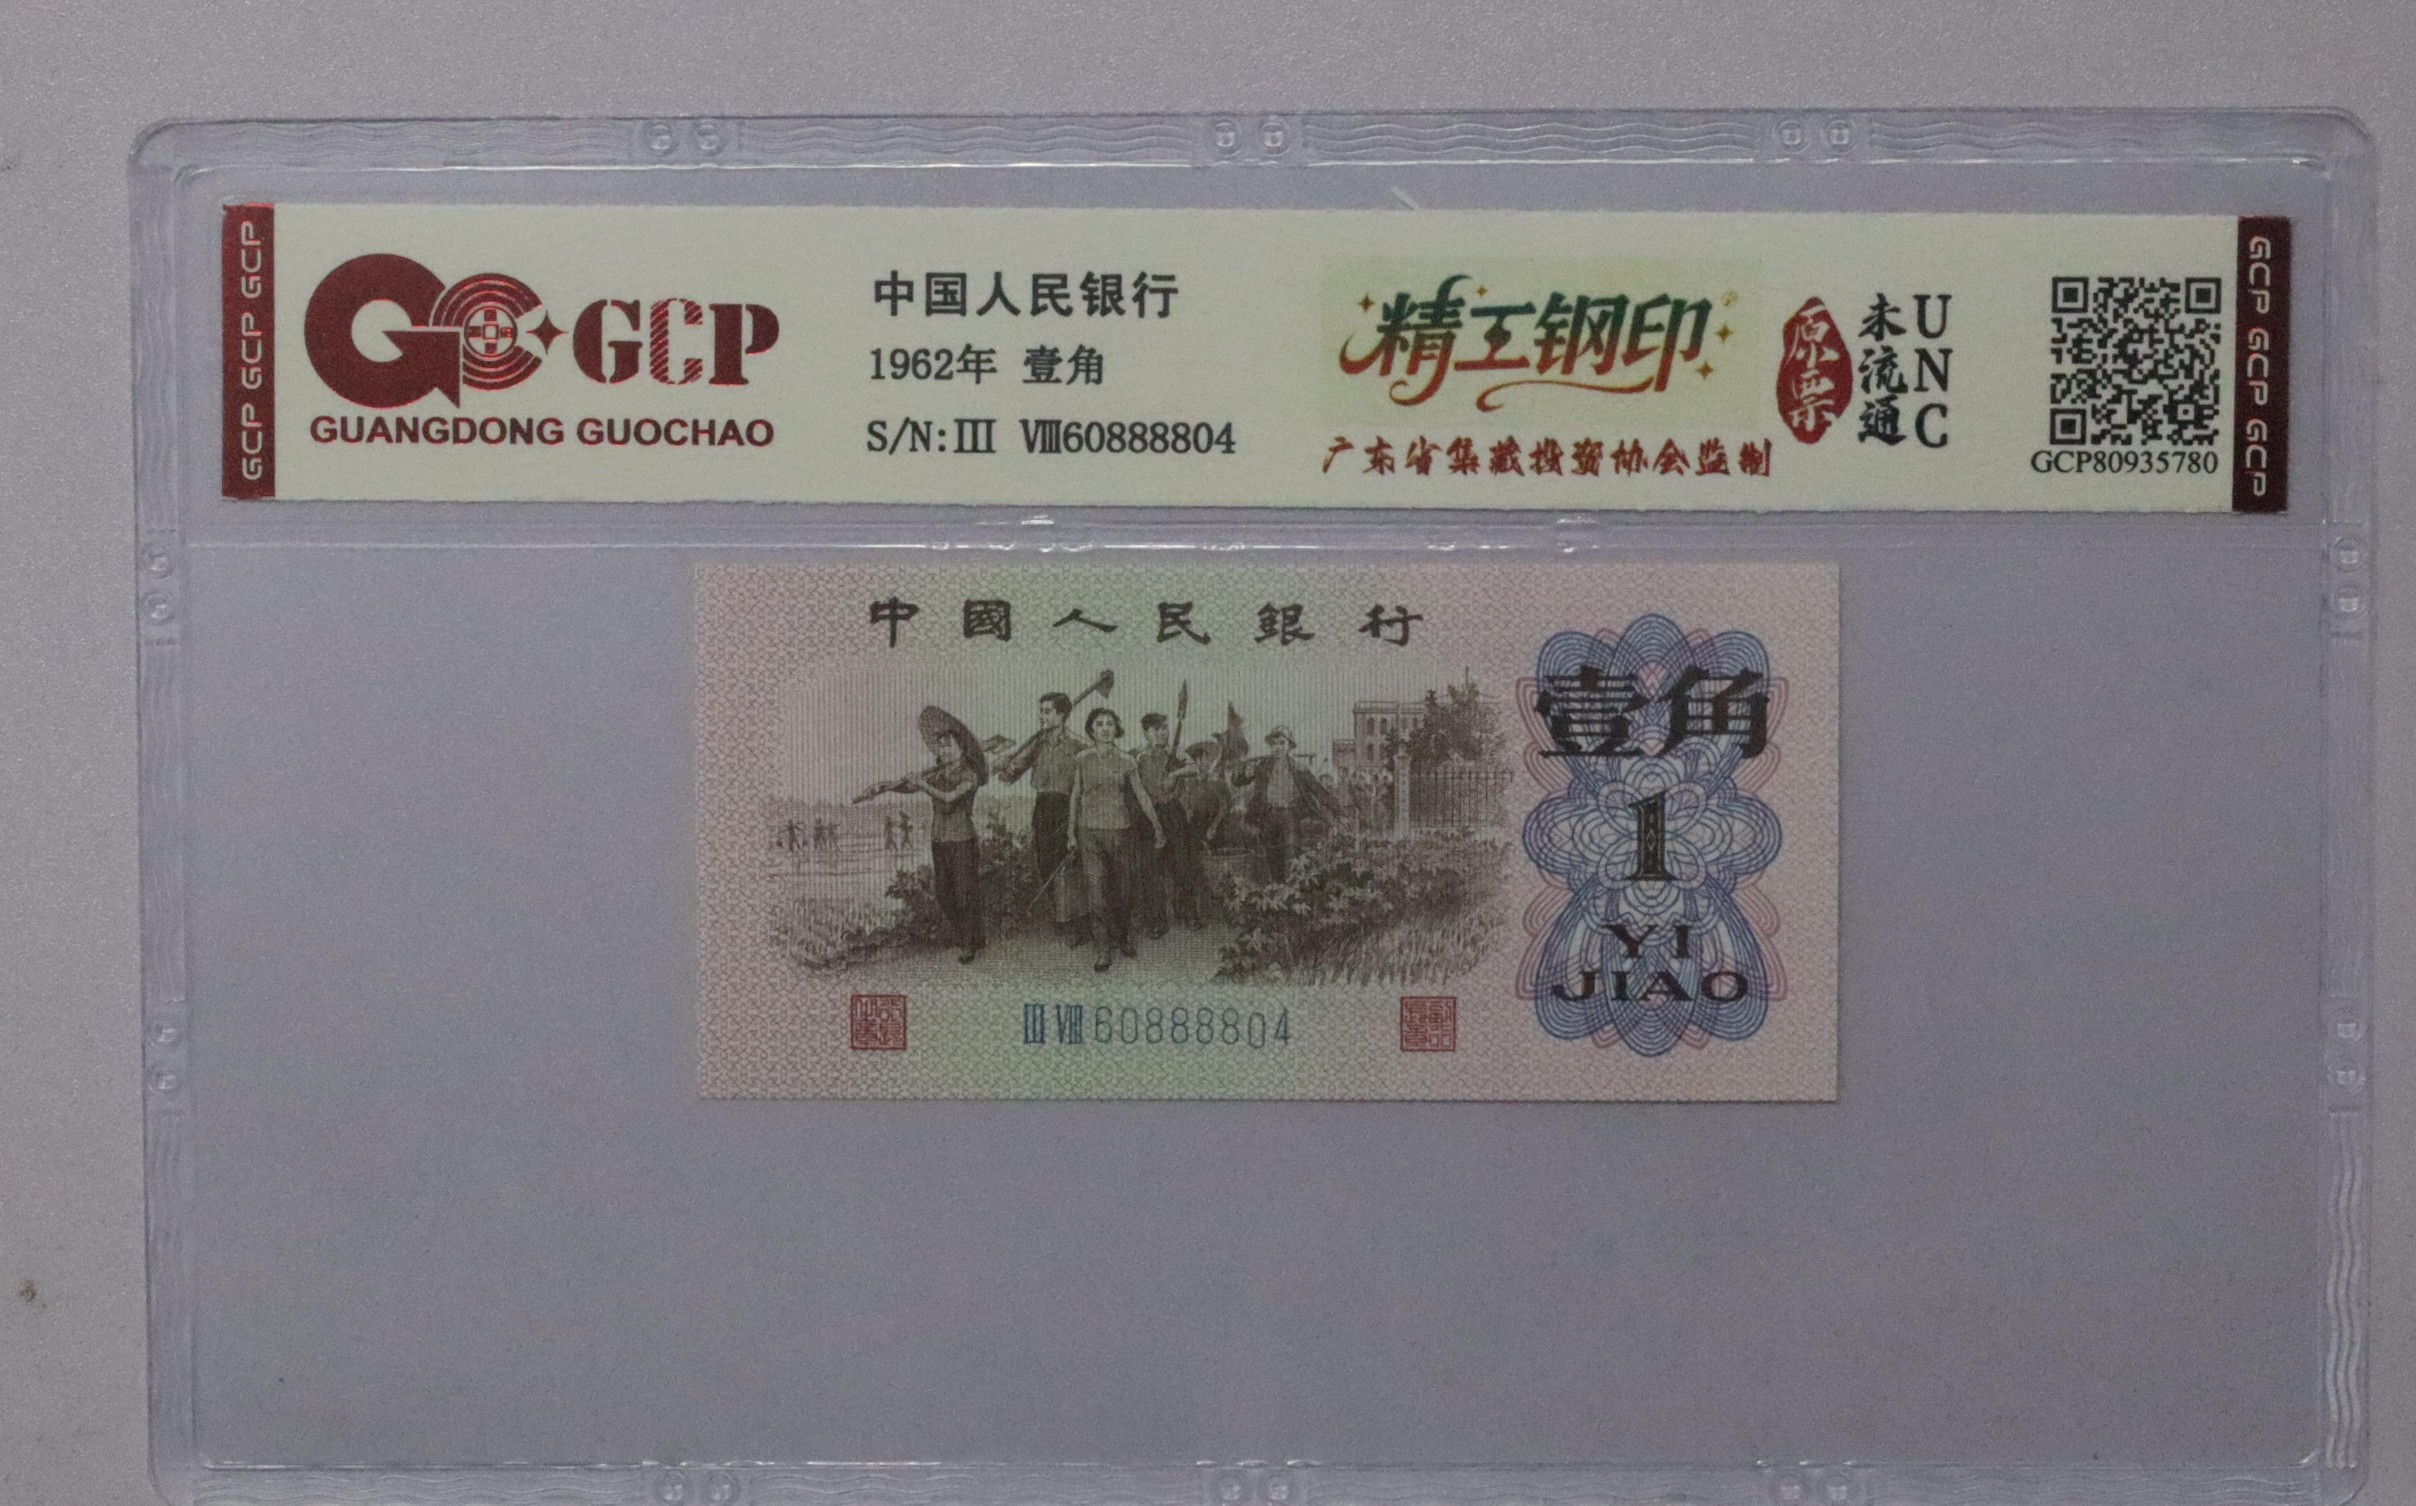 GCP GCP GCP
GC GCP
GUANGDONG GUOCHAO
中国人民银行
1962年 壹角
S/N:III VIII60888804
精工钢印
广东省集藏投资协会监制
原票
未流通
UNC
GCP80935780
GCP GCP GCP
中國人民銀行
壹角
1
YI
JIAO
III VIII 60888804